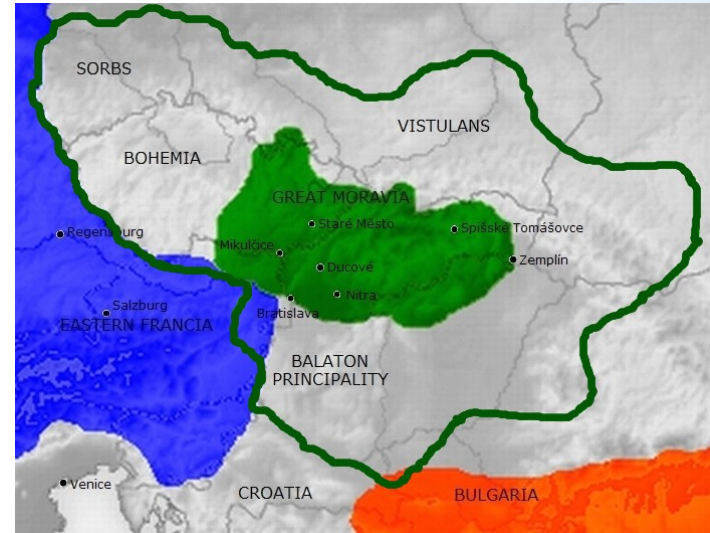 SORBS
VISTULANS
BOHEMIA
GREAT MORAVIA
Staré Město
Spišské Tomášovce
Regensburg
Mikulčice
Zemplín
Ducové
Nitra
Bratislava
Salzburg
EASTERN FRANCIA
BALATON
PRINCIPALITY
Venice
CROATIA
BULGARIA